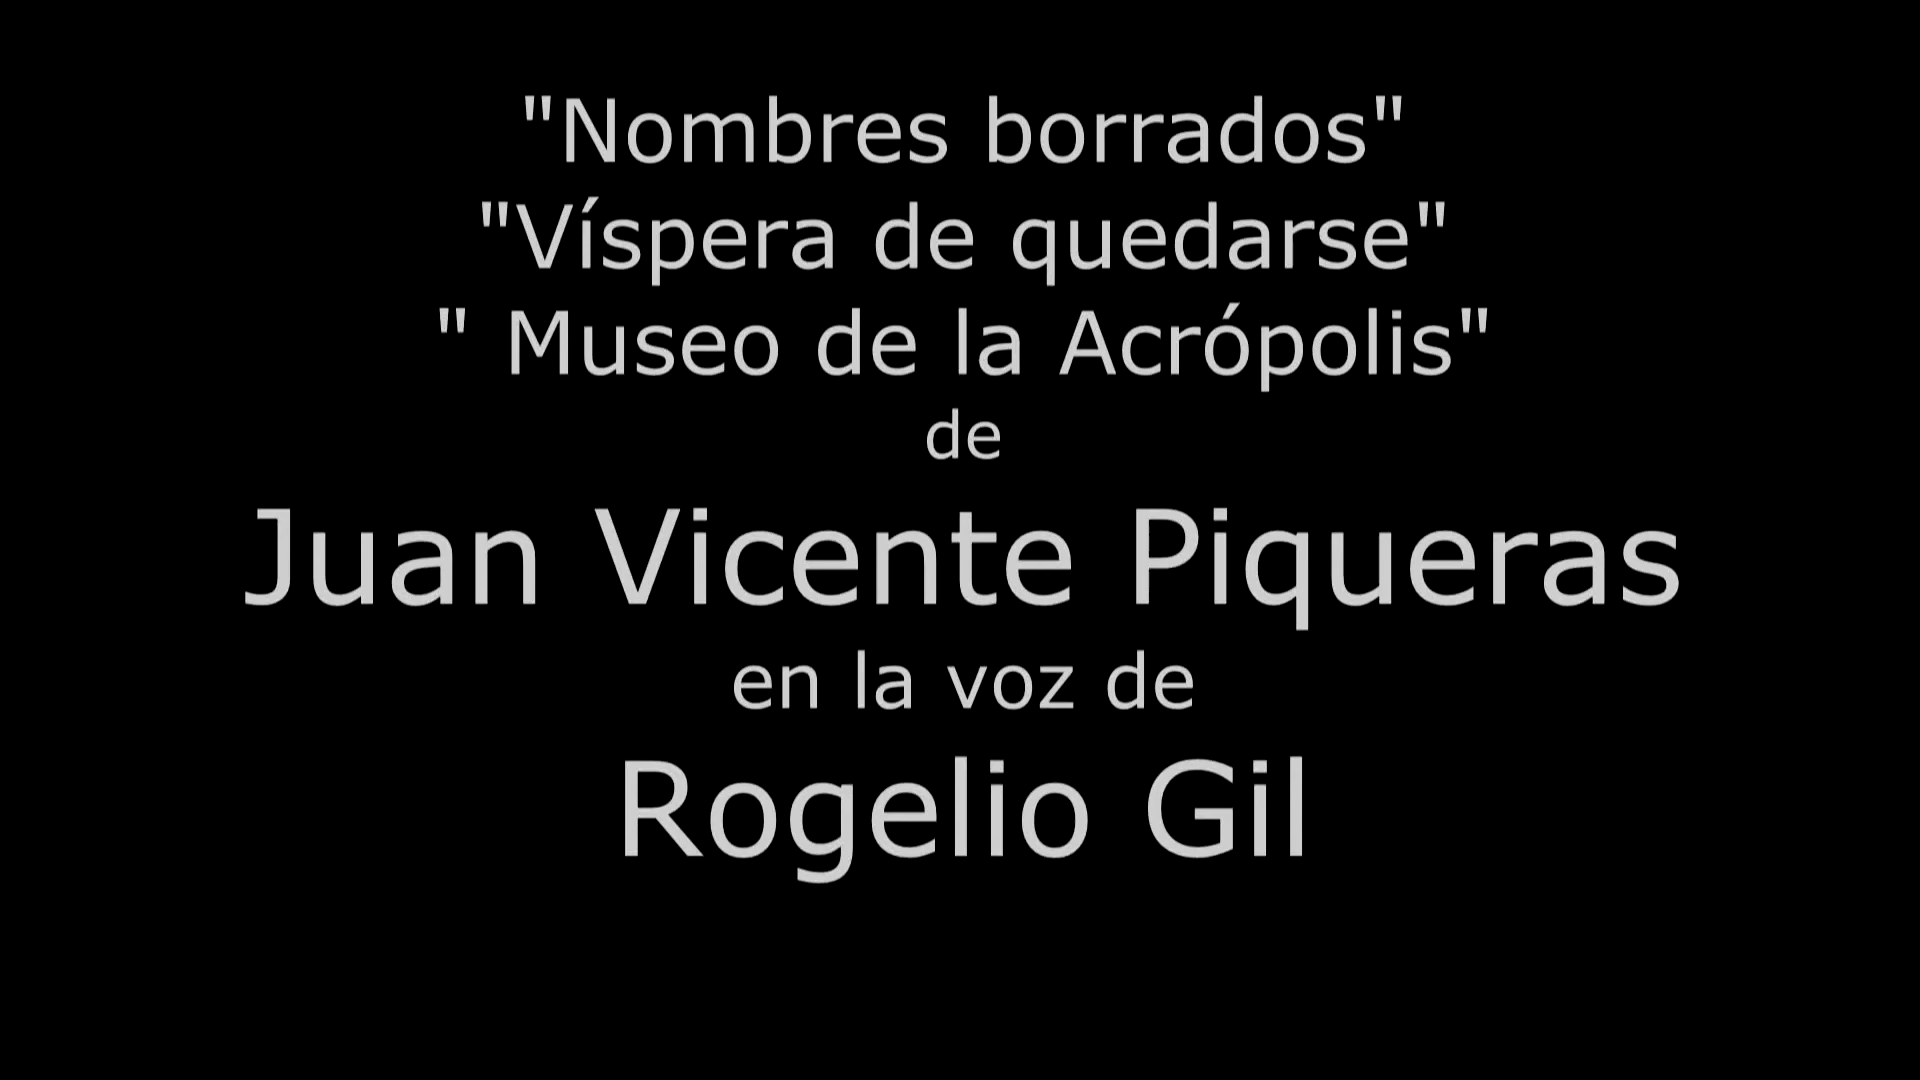 "Nombres borrados"
"Víspera de quedarse"
" Museo de la Acrópolis"
de
Juan Vicente Piqueras
en la voz de
Rogelio Gil